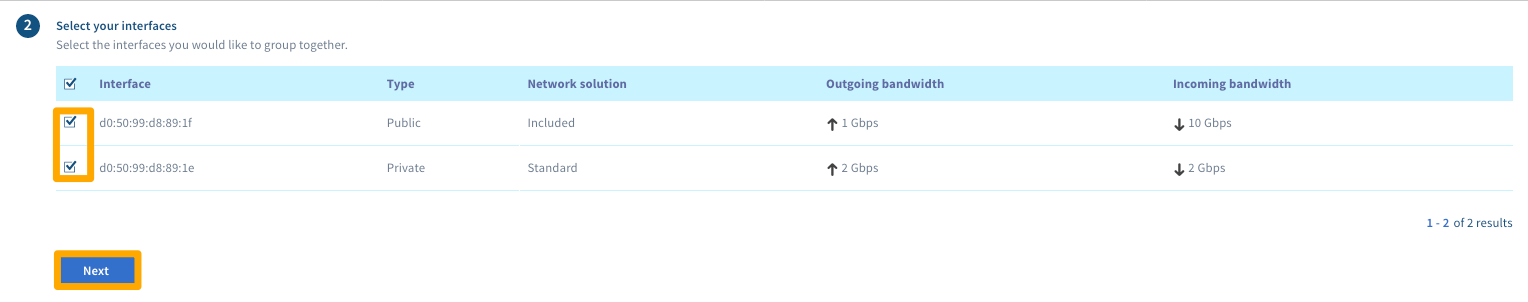 2 Select your interfaces
Select the interfaces you would like to group together.
Interface Type Network solution Outgoing bandwidth Incoming bandwidth
d0:50:99:d8:89:1f Public Included 1 Gbps 10 Gbps
d0:50:99:d8:89:1e Private Standard 2 Gbps 2 Gbps
1 - 2 of 2 results
Next